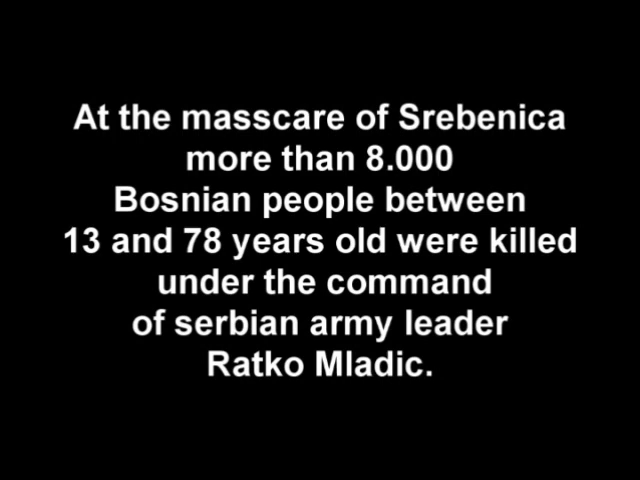 At the masscare of Srebenica
more than 8.000
Bosnian people between
13 and 78 years old were killed
under the command
of serbian army leader
Ratko Mladic.